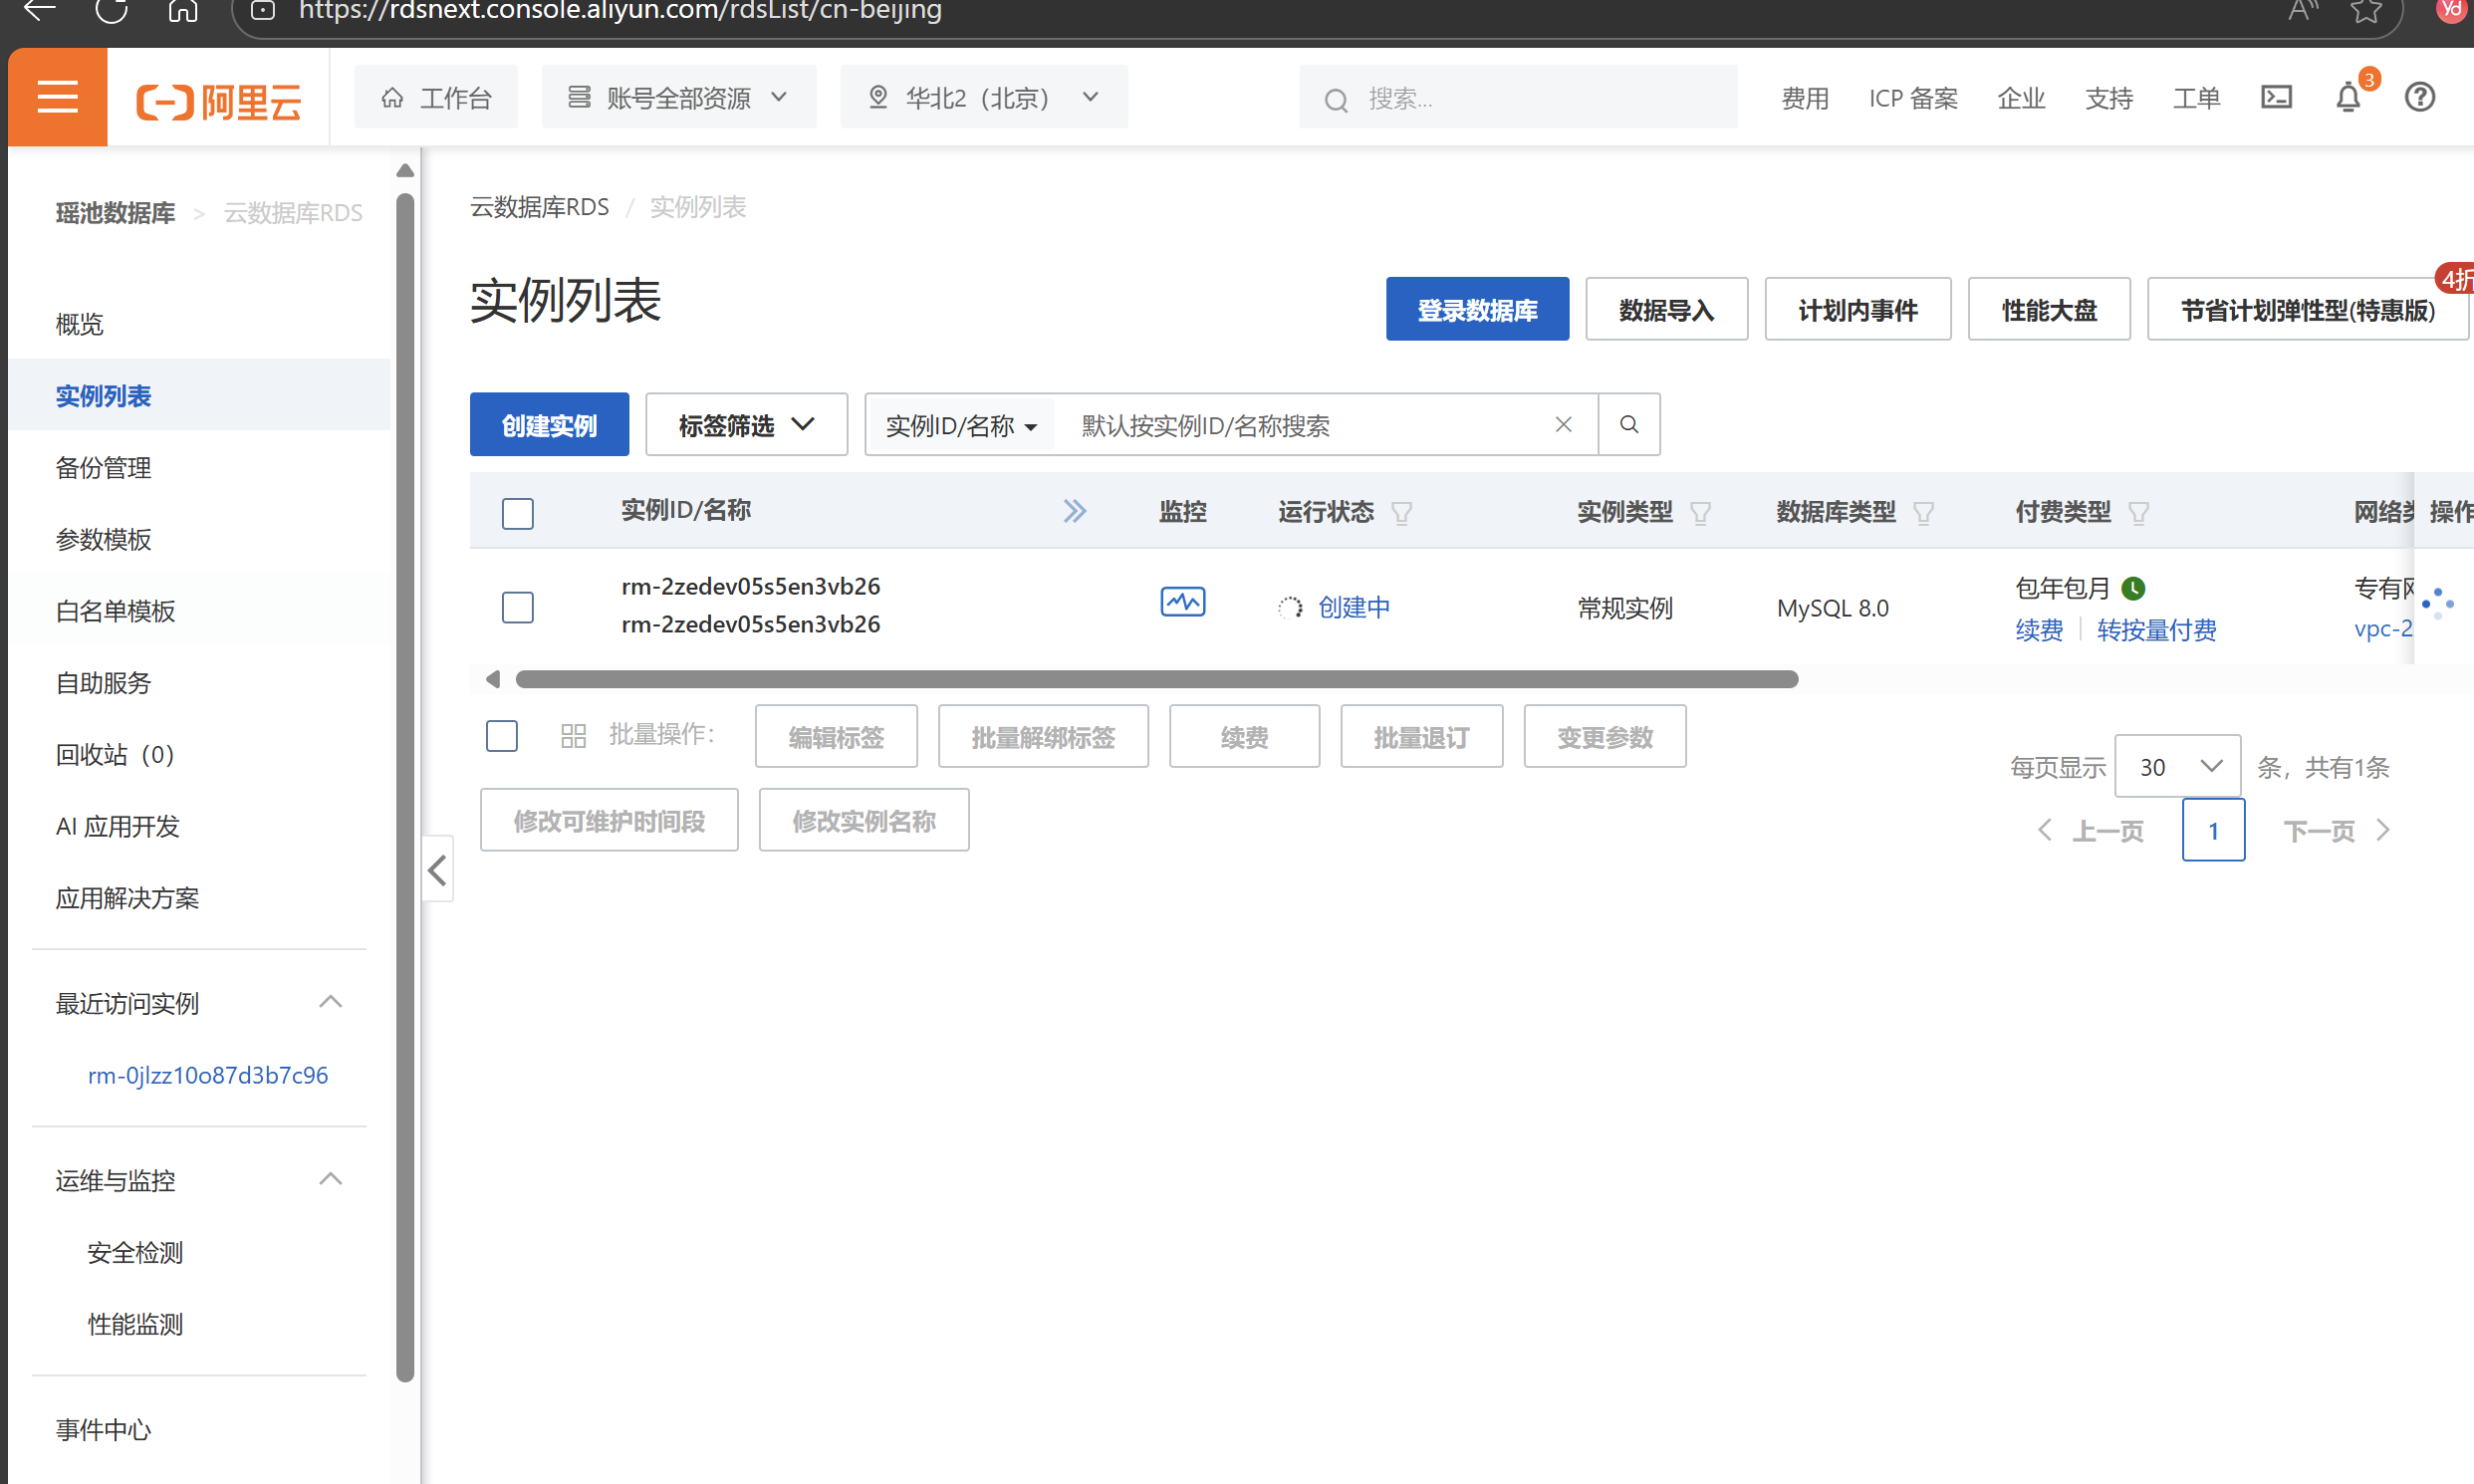 https://rdsnext.console.aliyun.com/rdsList/cn-beijing
yd
阿里云
工作台
账号全部资源
华北2（北京）
搜索...
费用
ICP 备案
企业
支持
工单
3
瑶池数据库 > 云数据库RDS
概览
实例列表
备份管理
参数模板
白名单模板
自助服务
回收站（0）
AI 应用开发
应用解决方案
最近访问实例
rm-0jlzz10o87d3b7c96
运维与监控
安全检测
性能监测
事件中心
云数据库RDS / 实例列表
实例列表
登录数据库
数据导入
计划内事件
性能大盘
节省计划弹性型(特惠版)
4折
创建实例
标签筛选
实例ID/名称
默认按实例ID/名称搜索
实例ID/名称
监控
运行状态
实例类型
数据库类型
付费类型
网络类
操作
rm-2zedev05s5en3vb26
rm-2zedev05s5en3vb26
创建中
常规实例
MySQL 8.0
包年包月
续费
转按量付费
专有网
vpc-2
批量操作：
编辑标签
批量解绑标签
续费
批量退订
变更参数
修改可维护时间段
修改实例名称
每页显示 30 条，共有1条
上一页
1
下一页